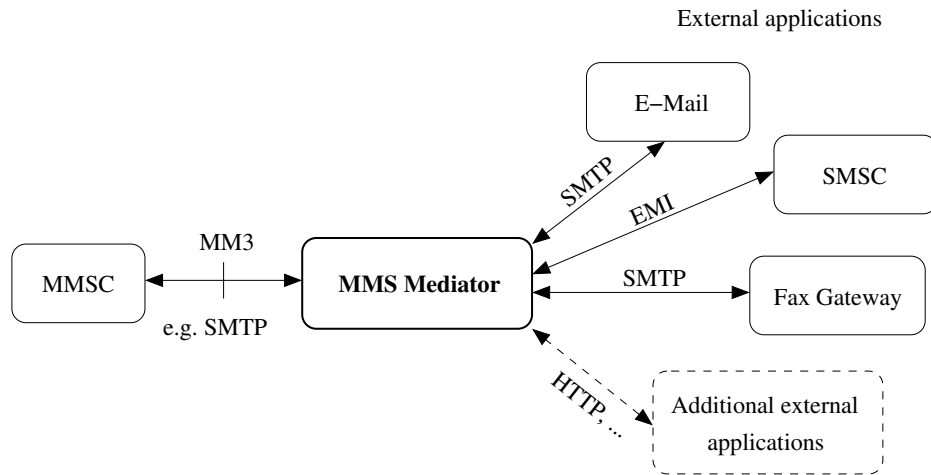 External applications
E−Mail
SMTP
SMSC
EMI
MM3
MMSC
MMS Mediator
SMTP
Fax Gateway
e.g. SMTP
HTTP, ...
Additional external
applications